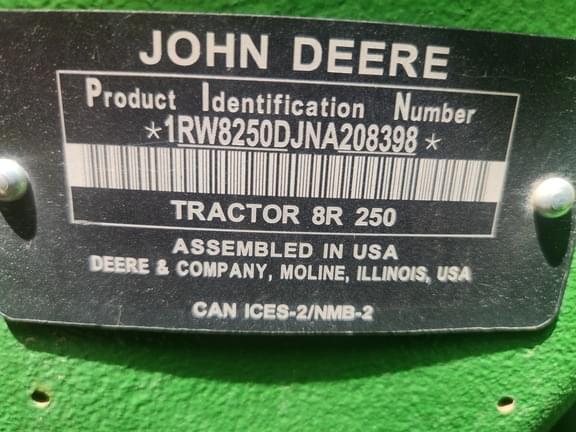 JOHN DEERE
Product Identification Number
*1RW8250DJNA208398*
TRACTOR 8R 250
ASSEMBLED IN USA
DEERE & COMPANY, MOLINE, ILLINOIS, USA
CAN ICES-2/NMB-2